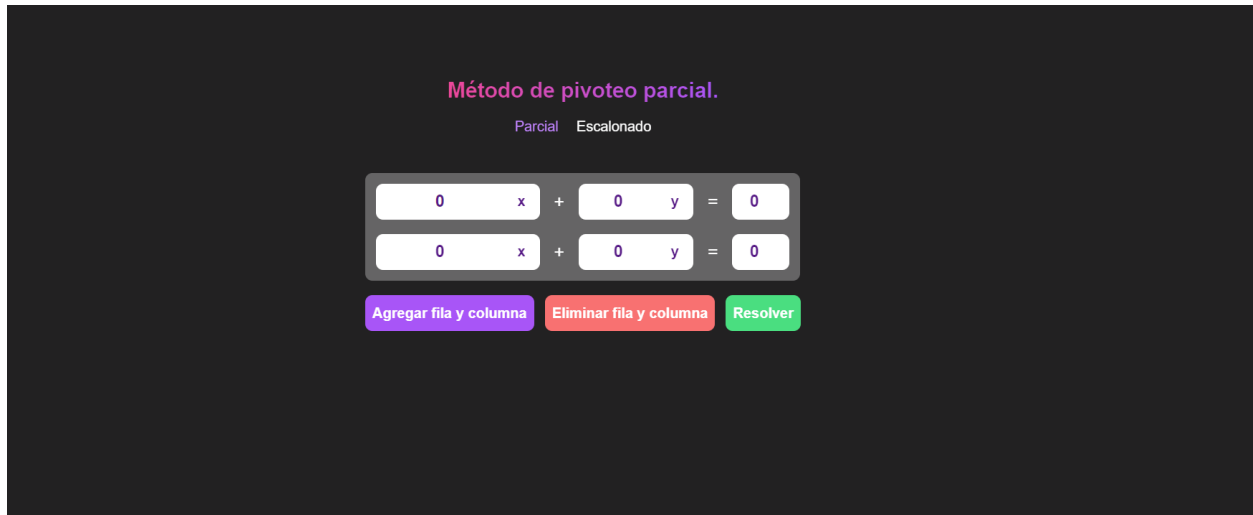 Método de pivoteo parcial.
Parcial Escalonado
0 x + 0 y = 0
0 x + 0 y = 0
Agregar fila y columna Eliminar fila y columna Resolver